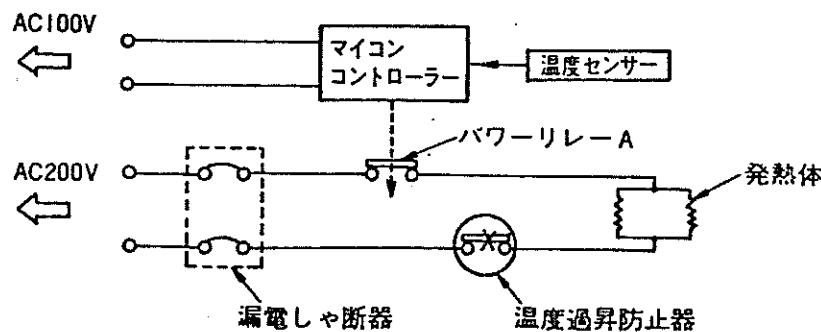 AC100V
マイコン
コントローラー
温度センサー
パワーリレーA
AC200V
発熱体
漏電しゃ断器
温度過昇防止器